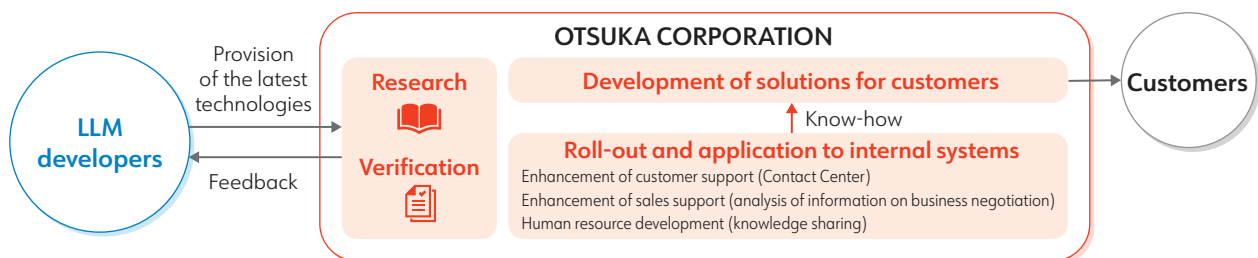 LLM
developers
Provision
of the latest
technologies
Feedback
OTSUKA CORPORATION
Research
Verification
Development of solutions for customers
Know-how
Roll-out and application to internal systems
Enhancement of customer support (Contact Center)
Enhancement of sales support (analysis of information on business negotiation)
Human resource development (knowledge sharing)
Customers